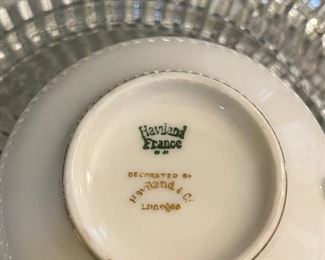 Haviland
France
DECORATED BY
Haviland & Co
Limoges